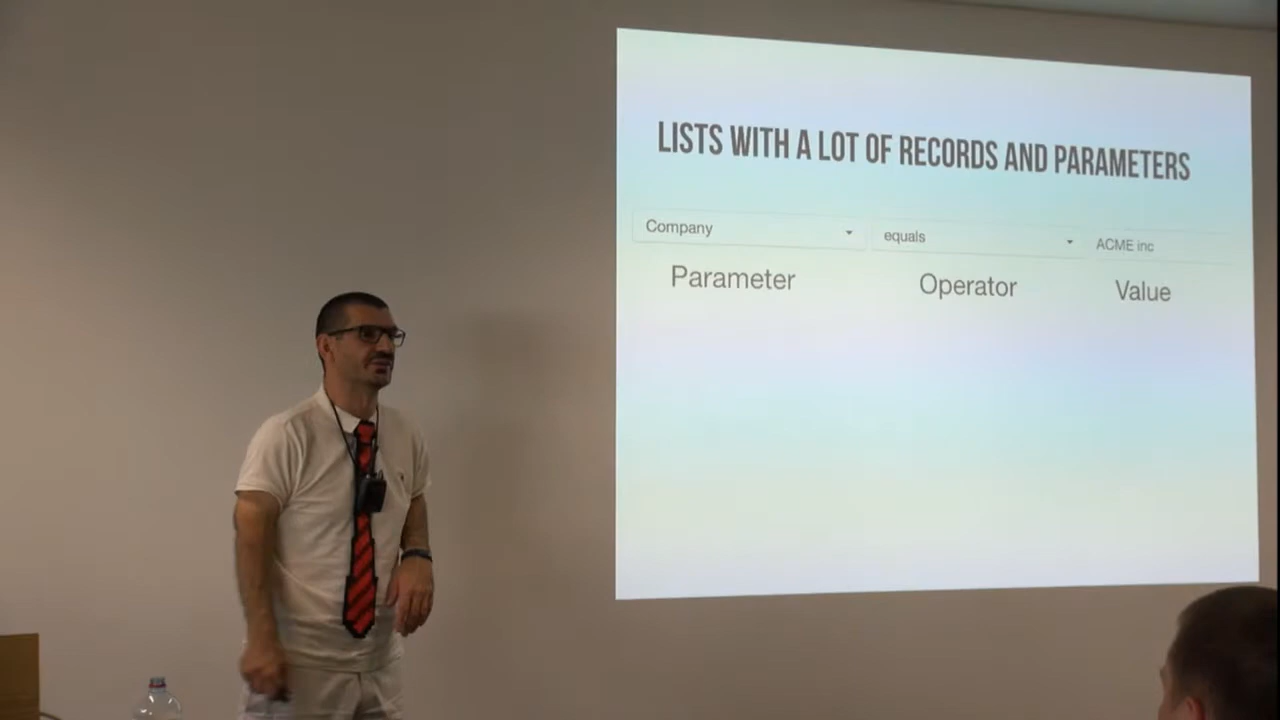 LISTS WITH A LOT OF RECORDS AND PARAMETERS
Company equals ACME inc
Parameter Operator Value